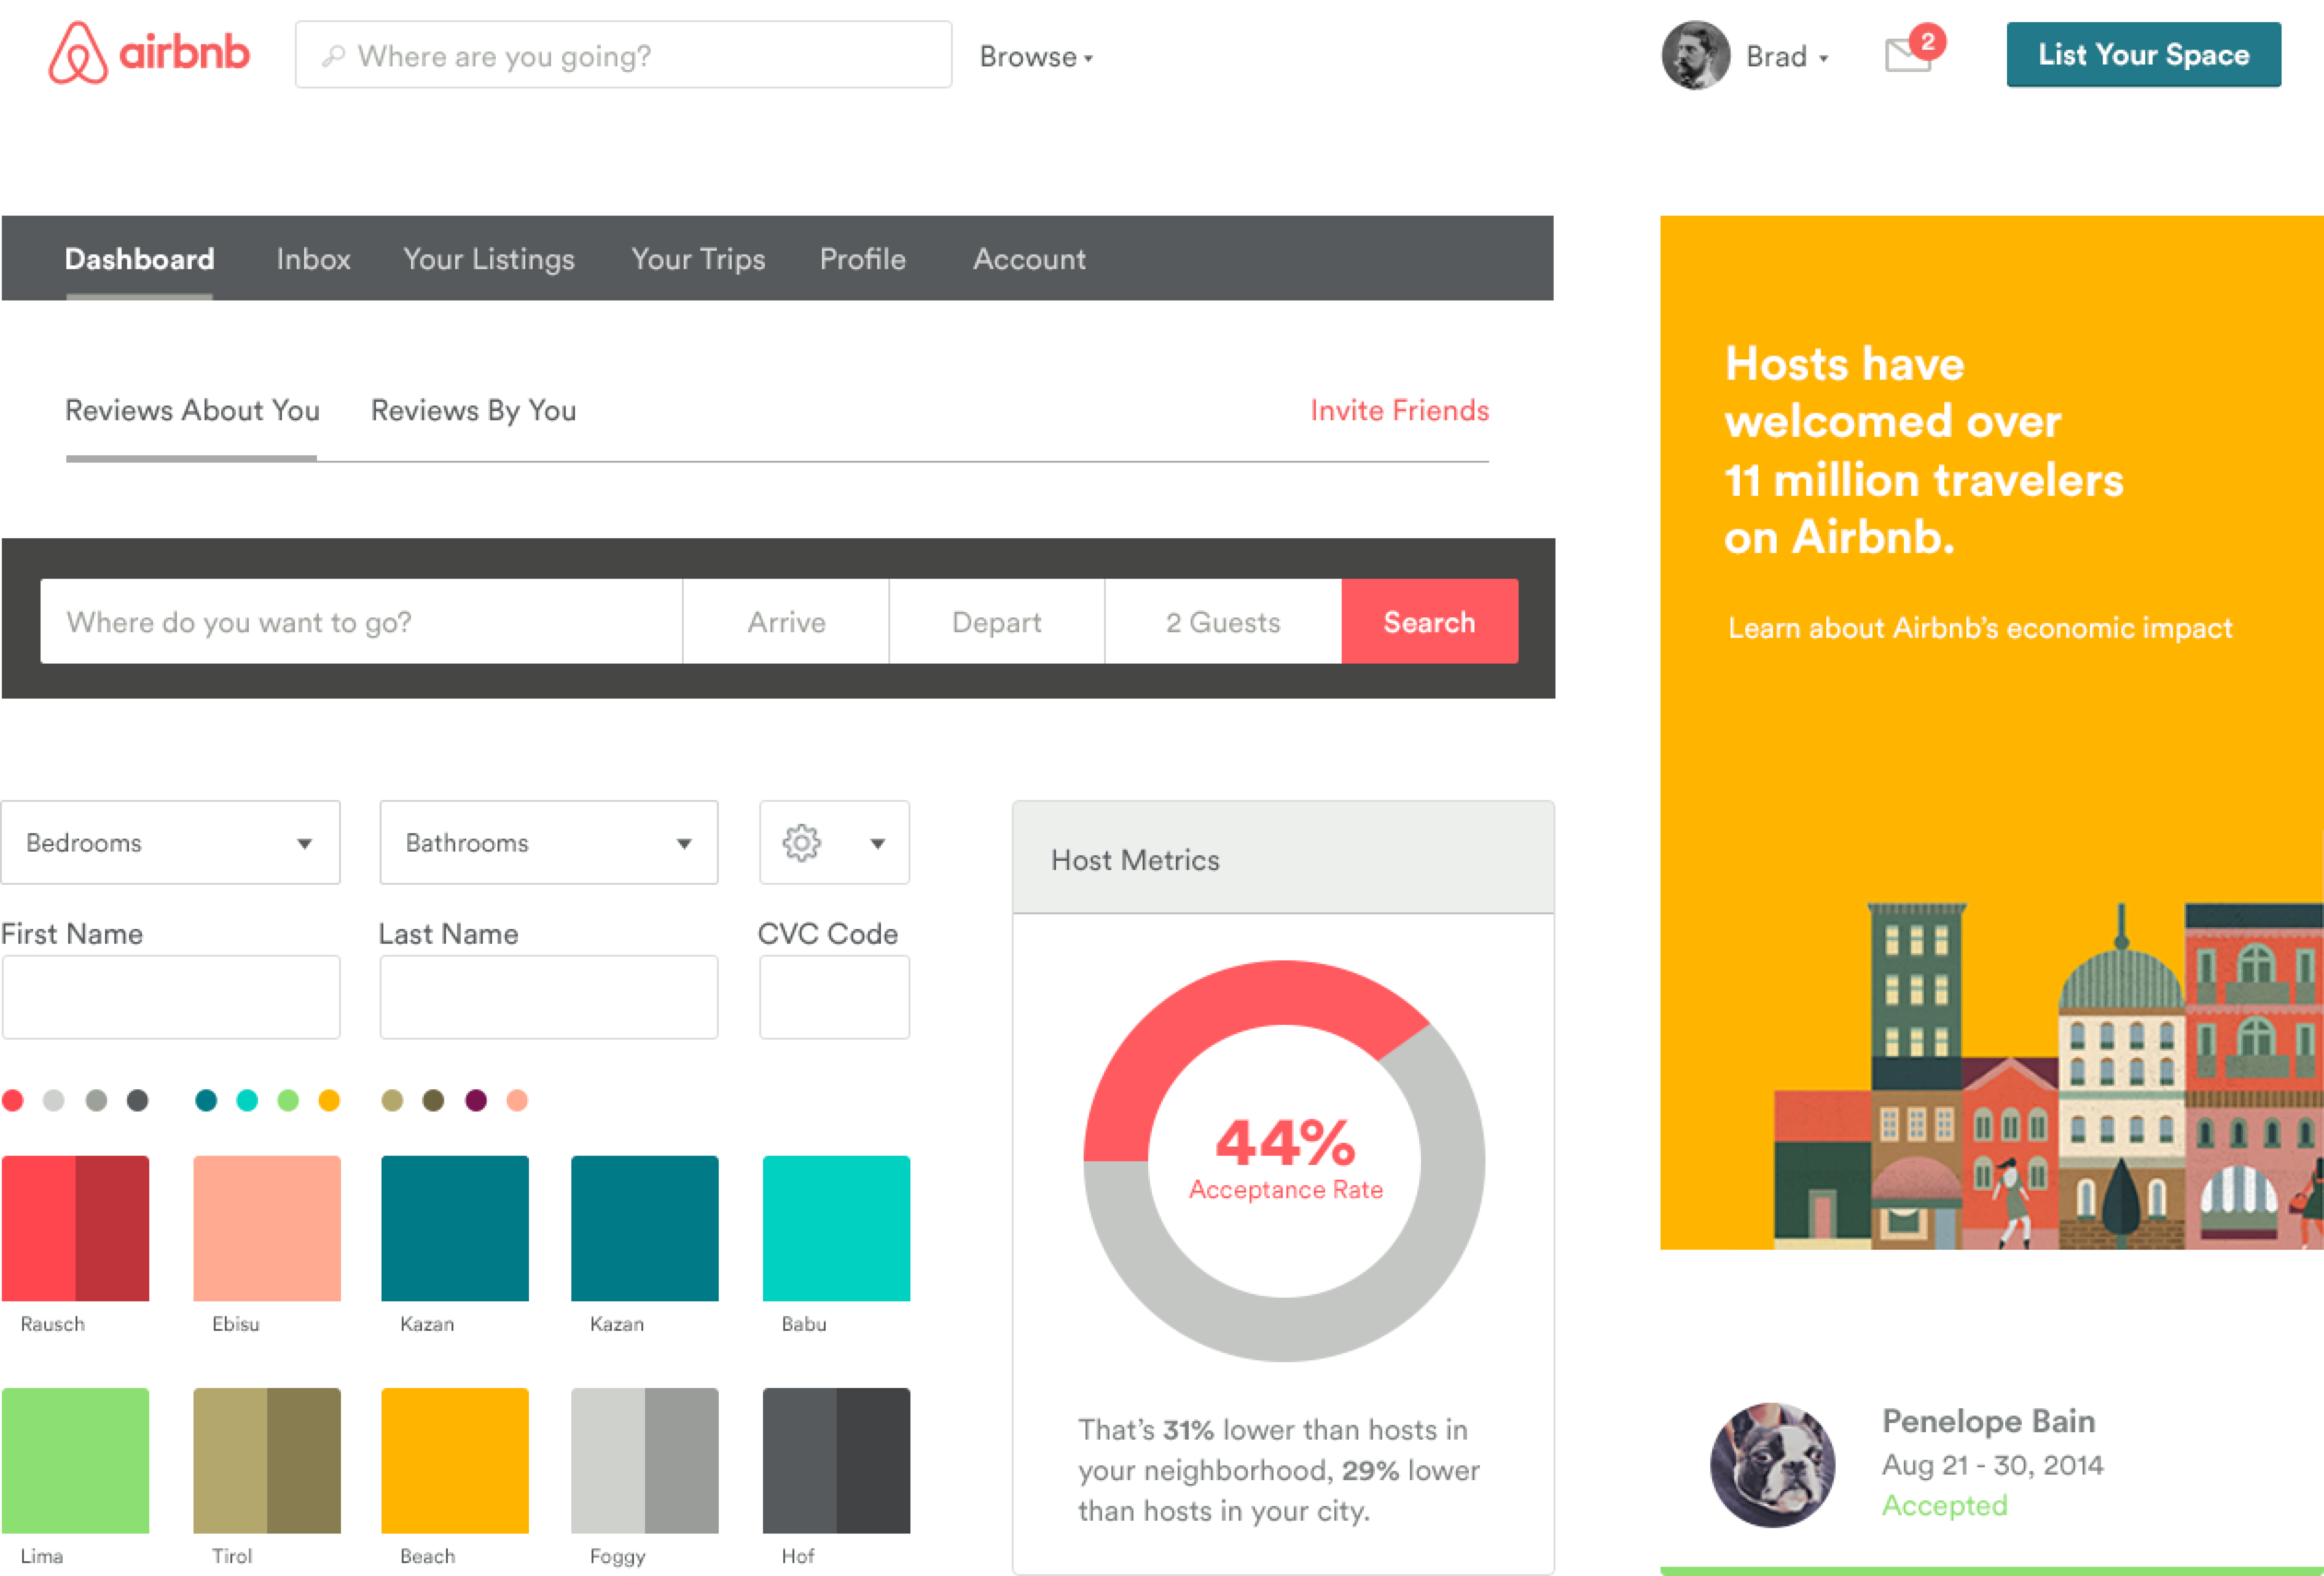 airbnb
Where are you going?
Browse
Brad
2
List Your Space
Dashboard
Inbox
Your Listings
Your Trips
Profile
Account
Reviews About You
Reviews By You
Invite Friends
Where do you want to go?
Arrive
Depart
2 Guests
Search
Hosts have
welcomed over
11 million travelers
on Airbnb.
Learn about Airbnb's economic impact
Bedrooms
Bathrooms
First Name
Last Name
CVC Code
Rausch
Ebisu
Kazan
Kazan
Babu
Lima
Tirol
Beach
Foggy
Hof
Host Metrics
44%
Acceptance Rate
That's 31% lower than hosts in
your neighborhood, 29% lower
than hosts in your city.
Penelope Bain
Aug 21 - 30, 2014
Accepted